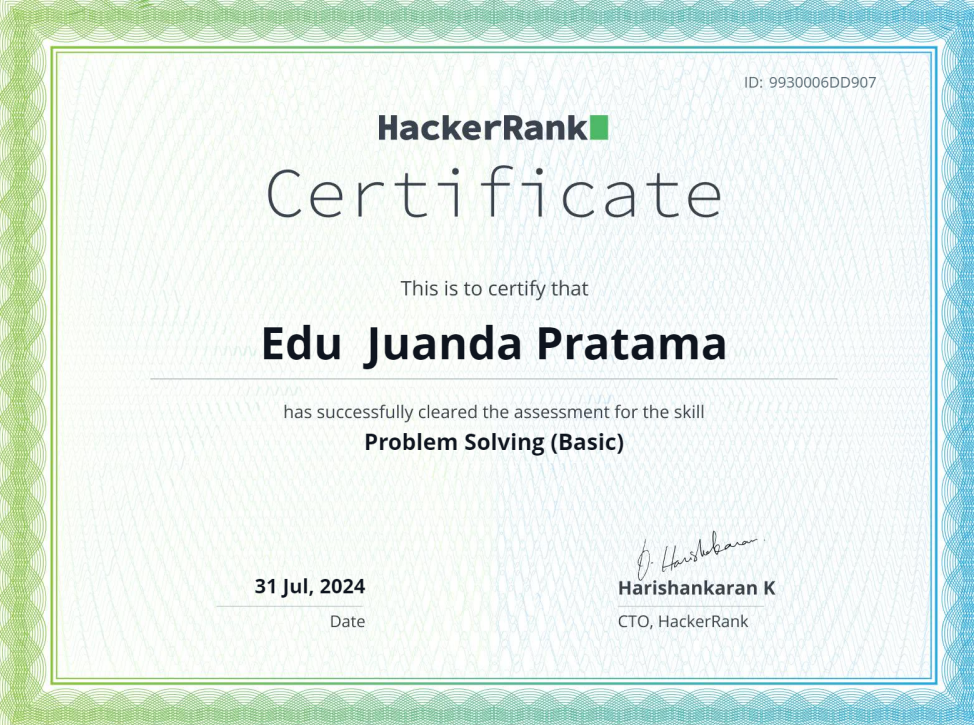 ID: 9930006DD907
HackerRank
Certificate
This is to certify that
Edu  Juanda Pratama
has successfully cleared the assessment for the skill
Problem Solving (Basic)
31 Jul, 2024
Date
Harishankaran K
CTO, HackerRank